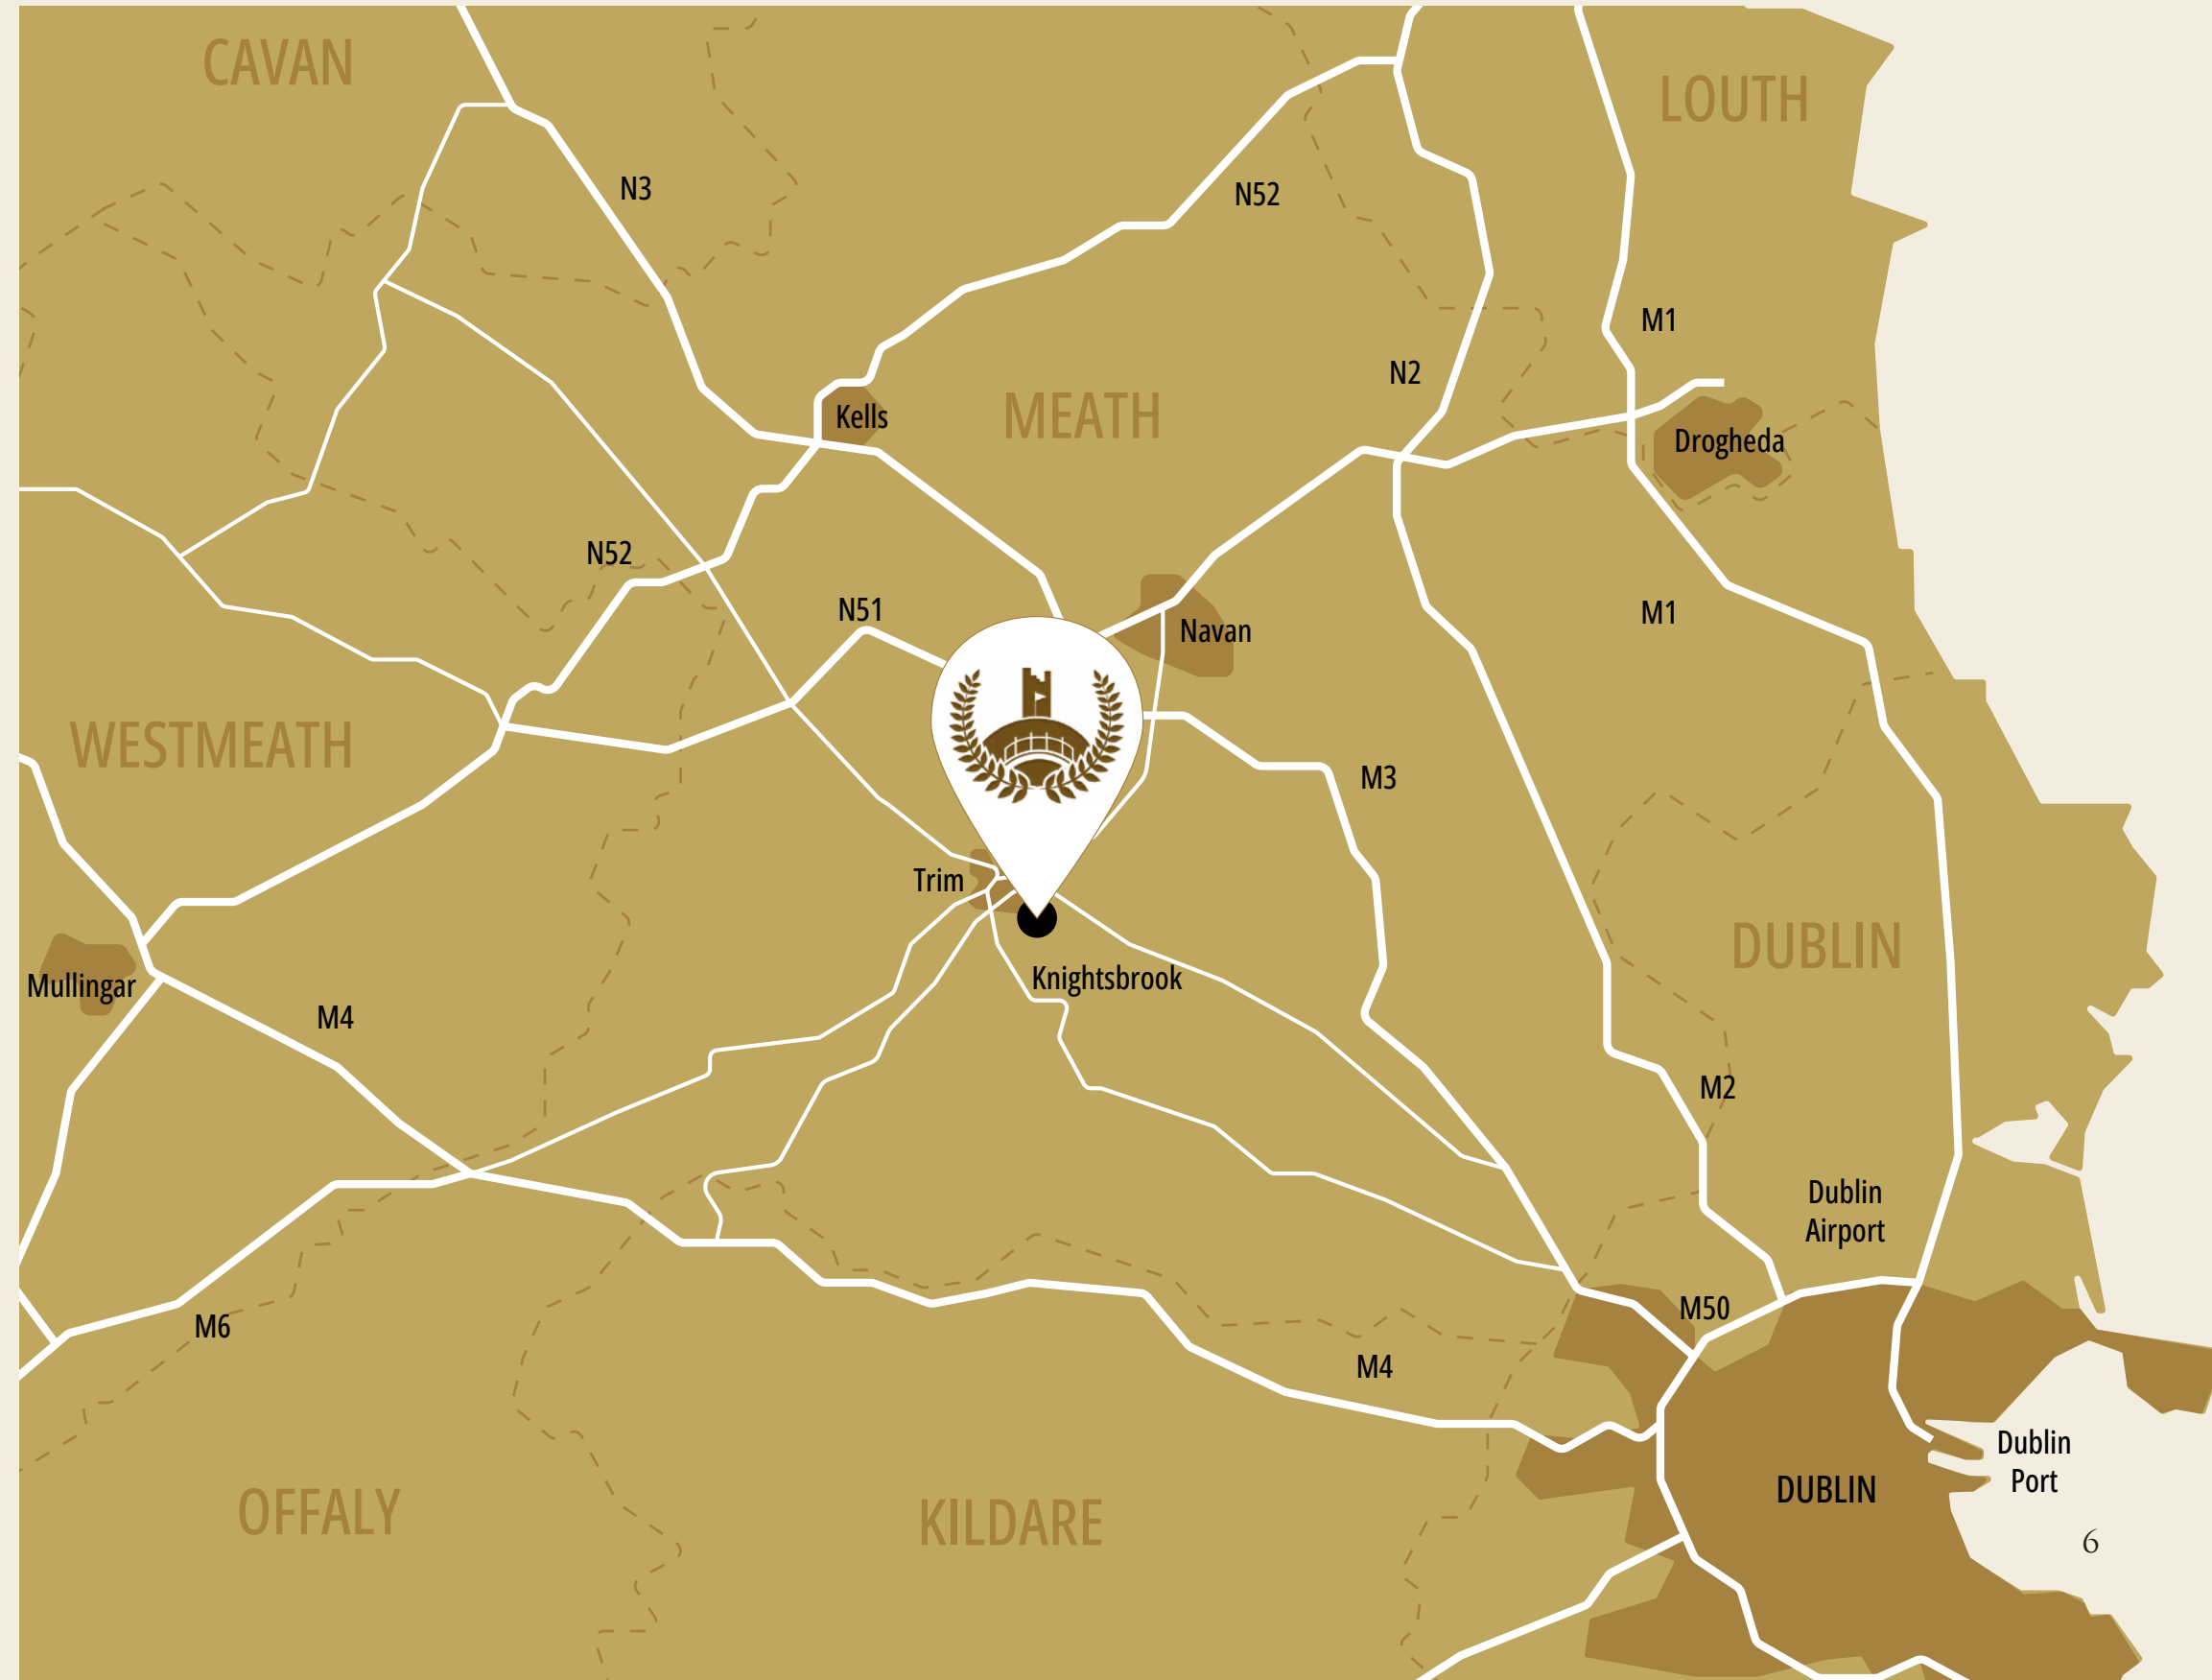 CAVAN
LOUTH
N3
N52
M1
N2
MEATH
Kells
Drogheda
N52
N51
M1
Navan
WESTMEATH
M3
Trim
DUBLIN
Knightsbrook
Mullingar
M4
M2
Dublin
Airport
M50
M6
M4
Dublin
Port
DUBLIN
OFFALY
KILDARE
6